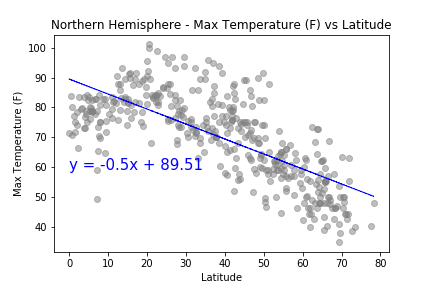 Northern Hemisphere - Max Temperature (F) vs Latitude
100
90
80
70
60
50
40
Max Temperature (F)
y = -0.5x + 89.51
0 10 20 30 40 50 60 70 80
Latitude